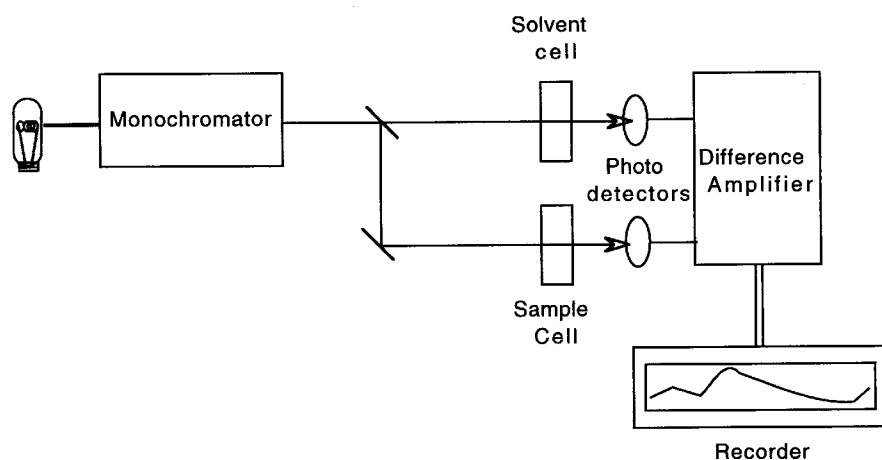 Solvent
cell
Monochromator
Photo
detectors
Difference
Amplifier
Sample
Cell
Recorder